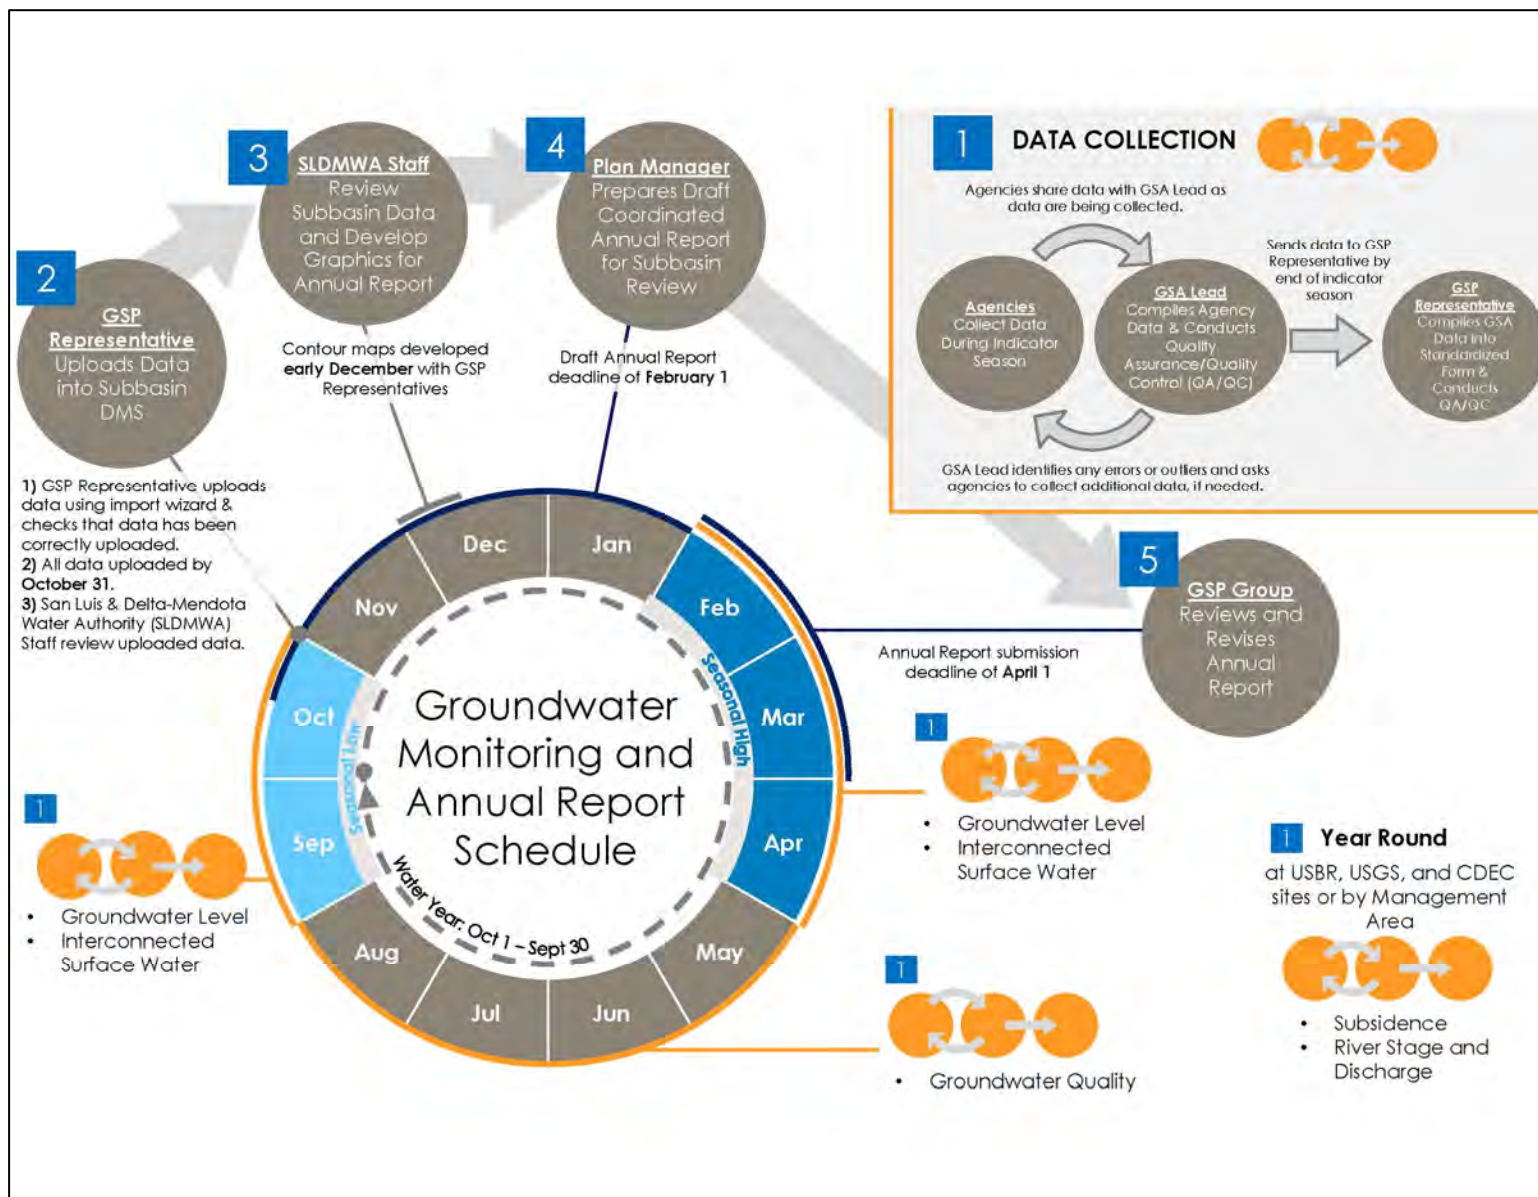 3
SLDMWA Staff
Review
Subbasin Data
and Develop
Graphics for
Annual Report
4
Plan Manager
Prepares Draft
Coordinated
Annual Report
for Subbasin
Review
1
DATA COLLECTION
Agencies share data with GSA Lead as
data are being collected.
Agencies
Collect Data
During Indicator
Season
GSA Lead
Compiles Agency
Data & Conducts
Quality
Assurance/Quality
Control (QA/QC)
Sends data to GSP
Representative by
end of indicator
season
GSP
Representative
Compiles GSA
Data into
Standardized
Form &
Conducts
QA/QC
GSA Lead identifies any errors or outliers and asks
agencies to collect additional data, if needed.
2
GSP
Representative
Uploads Data
into Subbasin
DMS
Contour maps developed
early December with GSP
Representatives
Draft Annual Report
deadline of February 1
1) GSP Representative uploads
data using import wizard &
checks that data has been
correctly uploaded.
2) All data uploaded by
October 31.
3) San Luis & Delta-Mendota
Water Authority (SLDMWA)
Staff review uploaded data.
5
GSP Group
Reviews and
Revises
Annual
Report
Annual Report submission
deadline of April 1
Dec
Jan
Nov
Feb
Oct
Mar
Sep
Apr
Aug
May
Jul
Jun
Seasonal High
Seasonal Low
Groundwater
Monitoring and
Annual Report
Schedule
Water Year: Oct 1 – Sept 30
1
• Groundwater Level
• Interconnected
Surface Water
1
• Groundwater Level
• Interconnected
Surface Water
1
• Groundwater Quality
1 Year Round
at USBR, USGS, and CDEC
sites or by Management
Area
• Subsidence
• River Stage and
Discharge